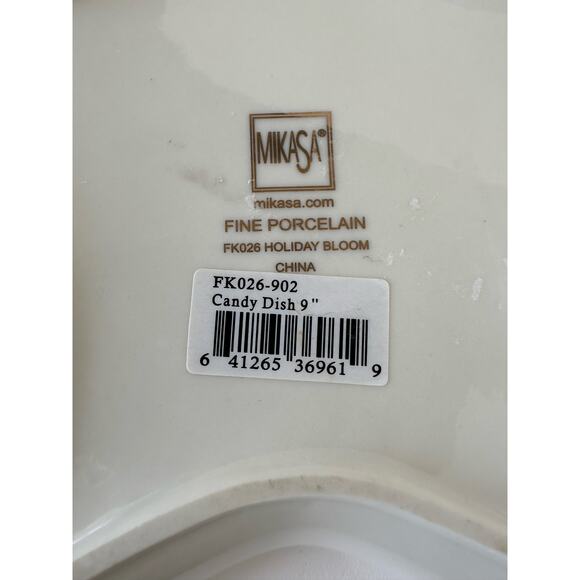 MIKASA®
mikasa.com
FINE PORCELAIN
FK026 HOLIDAY BLOOM
CHINA
FK026-902
Candy Dish 9"
6 41265 36961 9